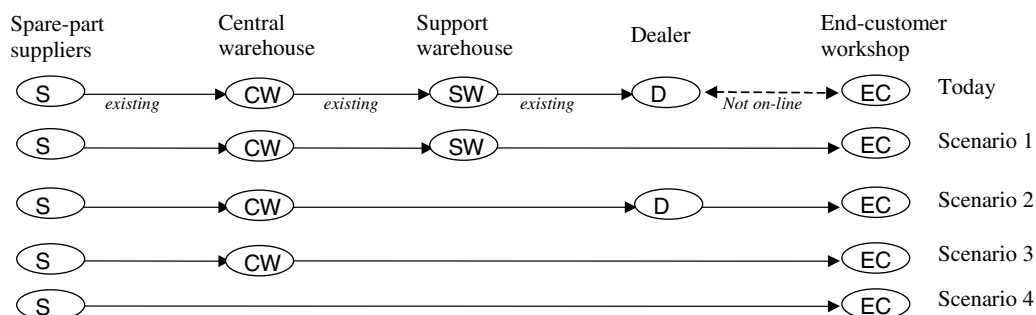 Spare-part suppliers
Central warehouse
Support warehouse
Dealer
End-customer workshop
S existing CW existing SW existing D Not on-line EC Today
S CW SW EC Scenario 1
S CW D EC Scenario 2
S CW EC Scenario 3
S EC Scenario 4